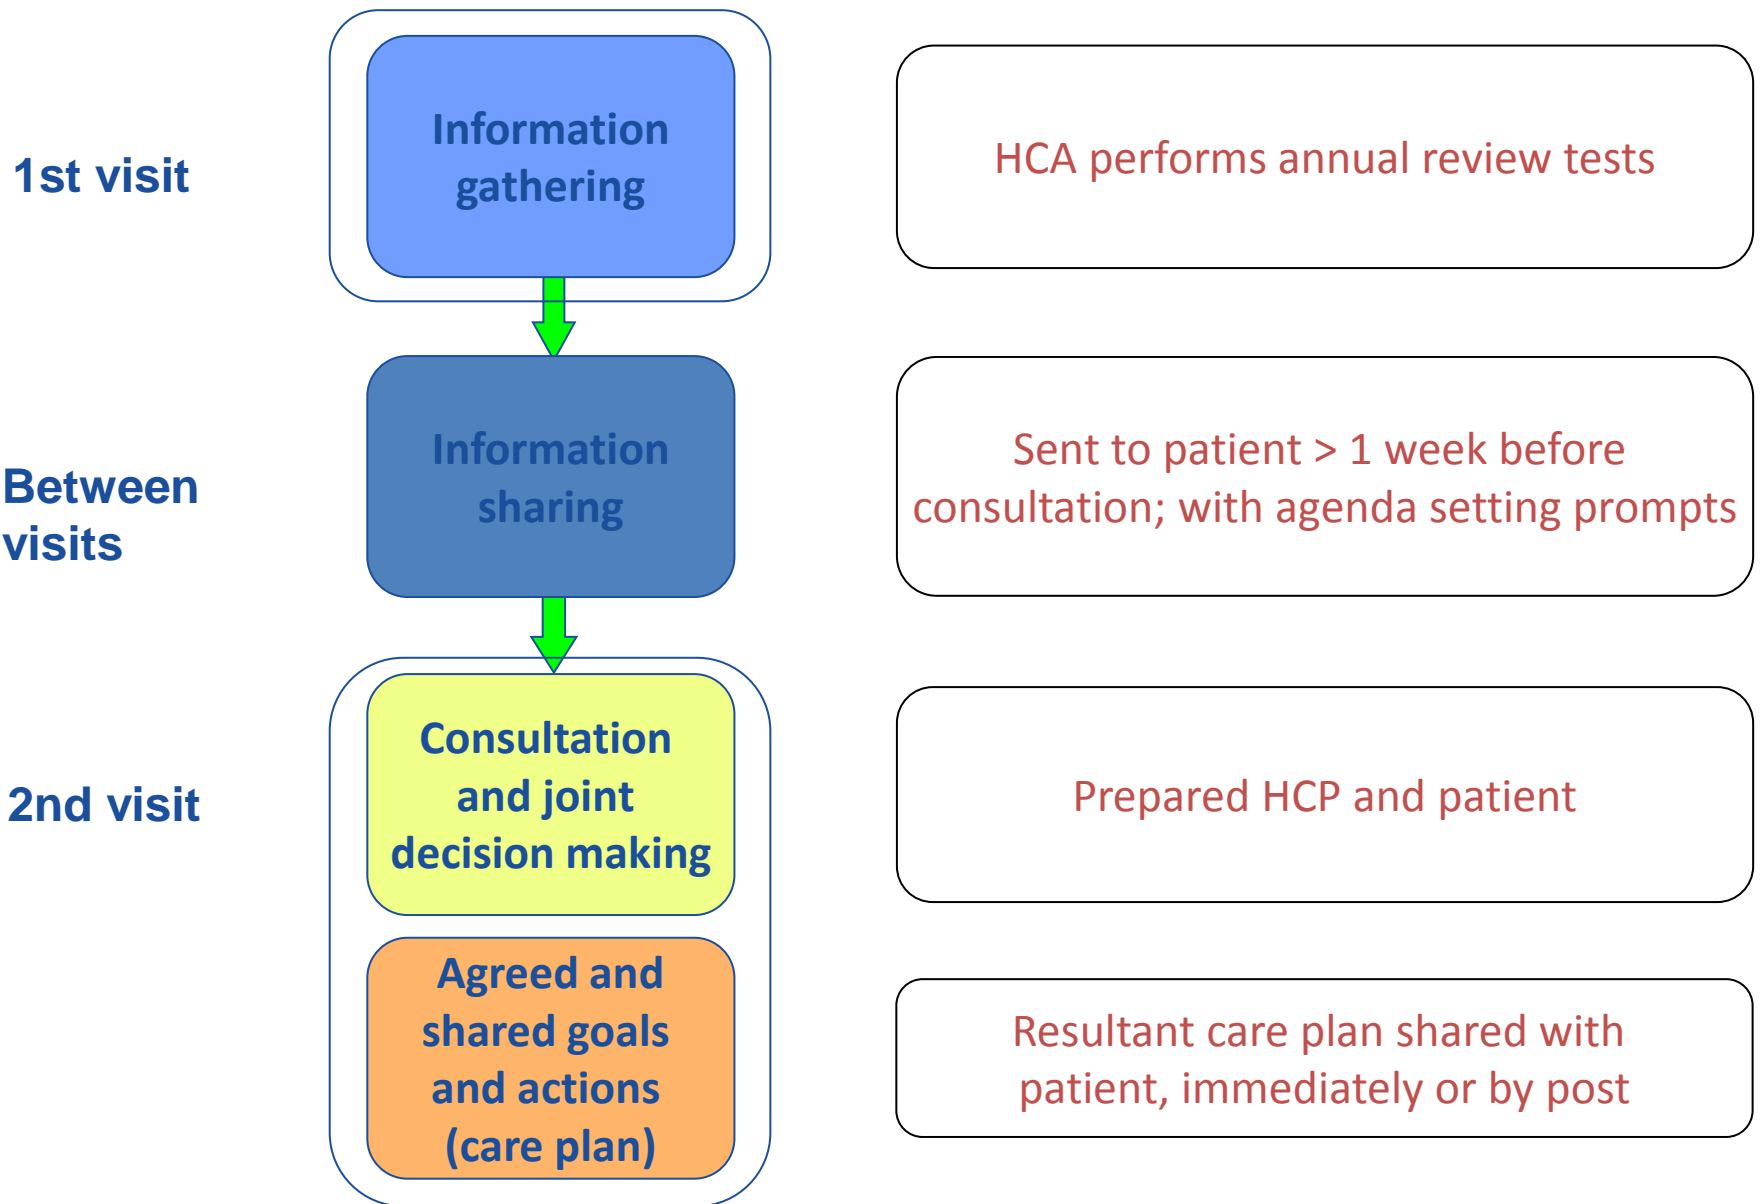 1st visit
Information
gathering
HCA performs annual review tests
Between
visits
Information
sharing
Sent to patient > 1 week before
consultation; with agenda setting prompts
2nd visit
Consultation
and joint
decision making
Prepared HCP and patient
Agreed and
shared goals
and actions
(care plan)
Resultant care plan shared with
patient, immediately or by post